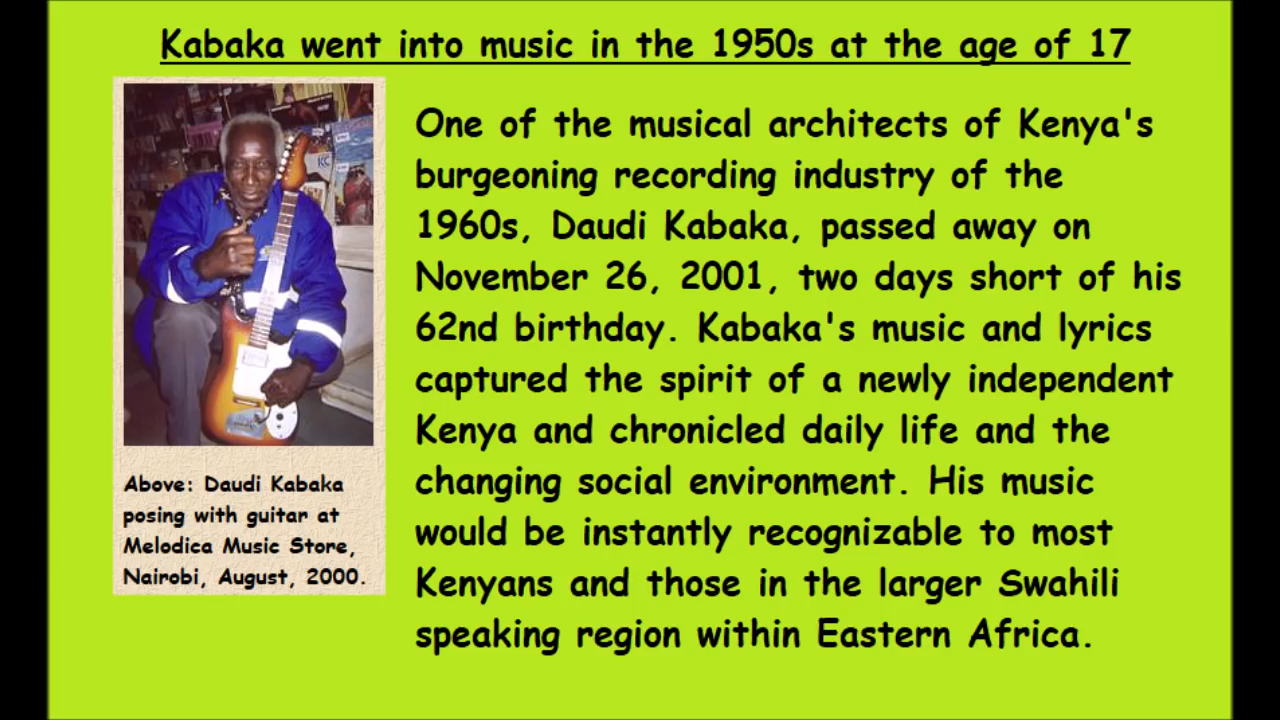 Kabaka went into music in the 1950s at the age of 17
One of the musical architects of Kenya's
burgeoning recording industry of the
1960s, Daudi Kabaka, passed away on
November 26, 2001, two days short of his
62nd birthday. Kabaka's music and lyrics
captured the spirit of a newly independent
Kenya and chronicled daily life and the
changing social environment. His music
would be instantly recognizable to most
Kenyans and those in the larger Swahili
speaking region within Eastern Africa.
Above: Daudi Kabaka
posing with guitar at
Melodica Music Store,
Nairobi, August, 2000.